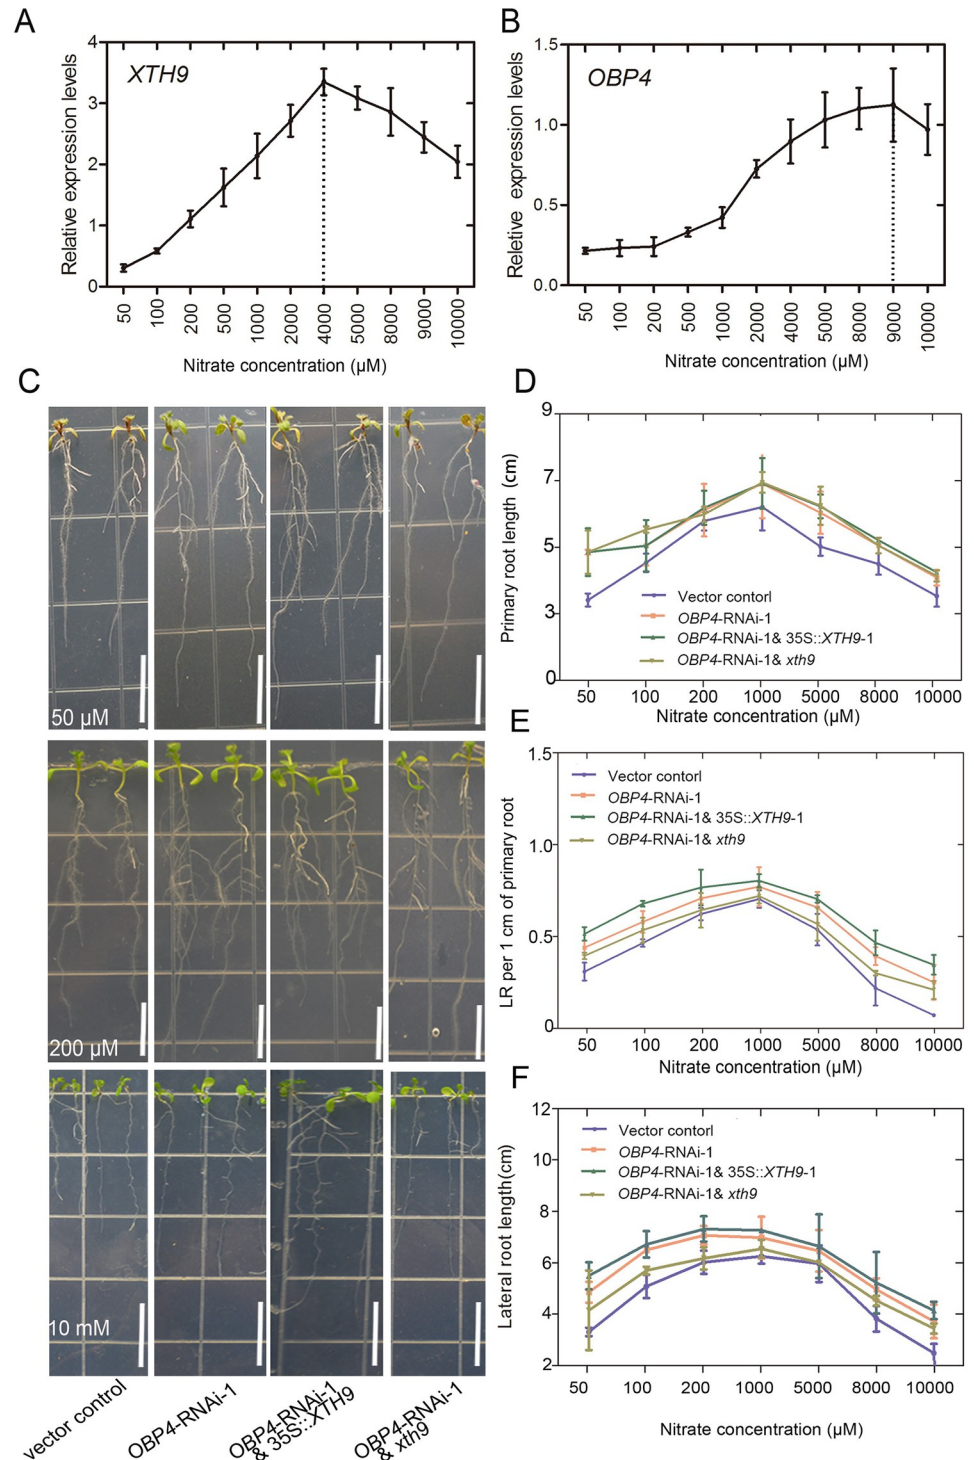 A
XTH9
Relative expression levels
4
3
2
1
0
50
100
200
500
1000
2000
4000
5000
8000
9000
10000
Nitrate concentration (µM)
B
OBP4
Reletive expression levels
1.5
1.0
0.5
0.0
50
100
200
500
1000
2000
4000
5000
8000
9000
10000
Nitrate concentration (µM)
C
50 µM
200 µM
10 mM
vector control
OBP4-RNAi-1
OBP4-RNAi-1
& 35S::XTH9
OBP4-RNAi-1
& xth9
D
Primary root length (cm)
9
7
5
3
0
Vector contorl
OBP4-RNAi-1
OBP4-RNAi-1& 35S::XTH9-1
OBP4-RNAi-1& xth9
50 100 200 1000 5000 8000 10000
Nitrate concentration (µM)
E
LR per 1 cm of primary root
1.5
1.0
0.5
0
Vector contorl
OBP4-RNAi-1
OBP4-RNAi-1& 35S::XTH9-1
OBP4-RNAi-1& xth9
50 100 200 1000 5000 8000 10000
Nitrate concentration (µM)
F
Lateral root length(cm)
12
10
8
6
4
2
Vector contorl
OBP4-RNAi-1
OBP4-RNAi-1& 35S::XTH9-1
OBP4-RNAi-1& xth9
50 100 200 1000 5000 8000 10000
Nitrate concentration (µM)